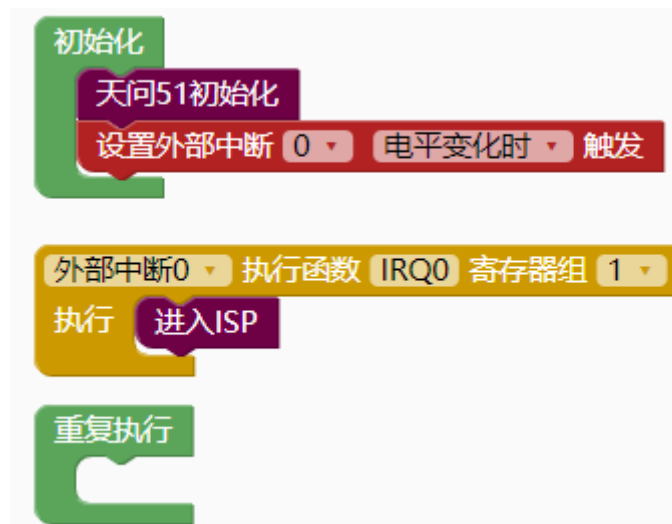 初始化
天问51初始化
设置外部中断 0 电平变化时 触发
外部中断0 执行函数 IRQ0 寄存器组 1
执行 进入ISP
重复执行